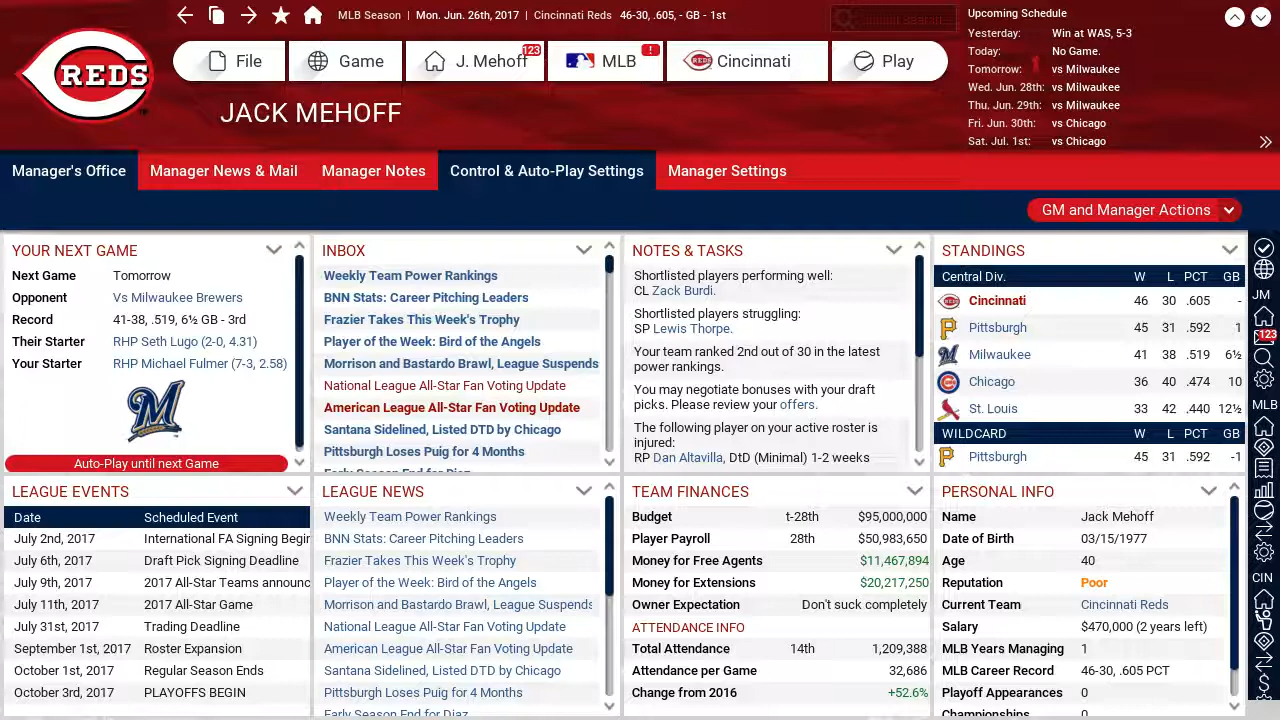 MLB Season | Mon. Jun. 26th, 2017 | Cincinnati Reds 46-30, .605, - GB - 1st
REDS
File
Game
J. Mehoff
123
MLB
!
Cincinnati
Play
JACK MEHOFF
Upcoming Schedule
Yesterday: Win at WAS, 5-3
Today: No Game.
Tomorrow: vs Milwaukee
Wed. Jun. 28th: vs Milwaukee
Thu. Jun. 29th: vs Milwaukee
Fri. Jun. 30th: vs Chicago
Sat. Jul. 1st: vs Chicago
Manager's Office
Manager News & Mail
Manager Notes
Control & Auto-Play Settings
Manager Settings
GM and Manager Actions
YOUR NEXT GAME
Next Game Tomorrow
Opponent Vs Milwaukee Brewers
Record 41-38, .519, 6½ GB - 3rd
Their Starter RHP Seth Lugo (2-0, 4.31)
Your Starter RHP Michael Fulmer (7-3, 2.58)
Auto-Play until next Game
INBOX
Weekly Team Power Rankings
BNN Stats: Career Pitching Leaders
Frazier Takes This Week's Trophy
Player of the Week: Bird of the Angels
Morrison and Bastardo Brawl, League Suspends
National League All-Star Fan Voting Update
American League All-Star Fan Voting Update
Santana Sidelined, Listed DTD by Chicago
Pittsburgh Loses Puig for 4 Months
Early Season End for Diaz
NOTES & TASKS
Shortlisted players performing well:
CL Zack Burdi.
Shortlisted players struggling:
SP Lewis Thorpe.
Your team ranked 2nd out of 30 in the latest
power rankings.
You may negotiate bonuses with your draft
picks. Please review your offers.
The following player on your active roster is
injured:
RP Dan Altavilla, DtD (Minimal) 1-2 weeks
STANDINGS
Central Div. W L PCT GB
Cincinnati 46 30 .605 -
Pittsburgh 45 31 .592 1
Milwaukee 41 38 .519 6½
Chicago 36 40 .474 10
St. Louis 33 42 .440 12½
WILDCARD W L PCT GB
Pittsburgh 45 31 .592 -1
JM
123
MLB
CIN
LEAGUE EVENTS
Date Scheduled Event
July 2nd, 2017 International FA Signing Begin
July 6th, 2017 Draft Pick Signing Deadline
July 9th, 2017 2017 All-Star Teams announc
July 11th, 2017 2017 All-Star Game
July 31st, 2017 Trading Deadline
September 1st, 2017 Roster Expansion
October 1st, 2017 Regular Season Ends
October 3rd, 2017 PLAYOFFS BEGIN
LEAGUE NEWS
Weekly Team Power Rankings
BNN Stats: Career Pitching Leaders
Frazier Takes This Week's Trophy
Player of the Week: Bird of the Angels
Morrison and Bastardo Brawl, League Suspends
National League All-Star Fan Voting Update
American League All-Star Fan Voting Update
Santana Sidelined, Listed DTD by Chicago
Pittsburgh Loses Puig for 4 Months
Early Season End for Diaz
TEAM FINANCES
Budget t-28th $95,000,000
Player Payroll 28th $50,983,650
Money for Free Agents $11,467,894
Money for Extensions $20,217,250
Owner Expectation Don't suck completely
ATTENDANCE INFO
Total Attendance 14th 1,209,388
Attendance per Game 32,686
Change from 2016 +52.6%
PERSONAL INFO
Name Jack Mehoff
Date of Birth 03/15/1977
Age 40
Reputation Poor
Current Team Cincinnati Reds
Salary $470,000 (2 years left)
MLB Years Managing 1
MLB Career Record 46-30, .605 PCT
Playoff Appearances 0
Championships 0